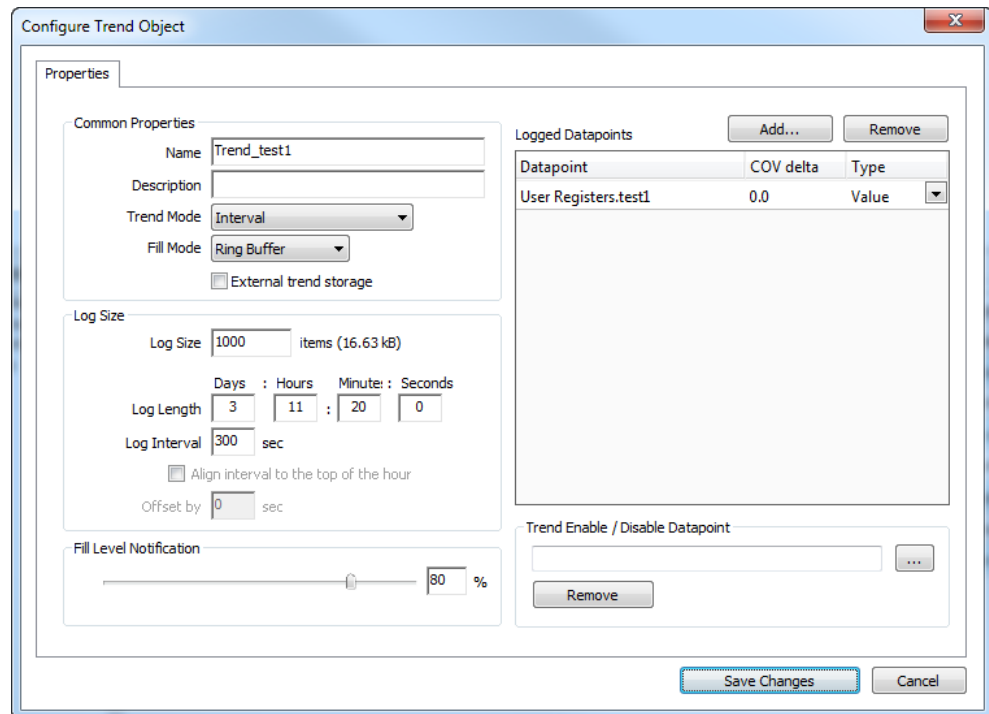 Configure Trend Object
Properties
Common Properties
Name Trend_test1
Description
Trend Mode Interval
Fill Mode Ring Buffer
External trend storage
Log Size
Log Size 1000 items (16.63 kB)
Days : Hours Minute: : Seconds
Log Length 3 11 : 20 0
Log Interval 300 sec
Align interval to the top of the hour
Offset by 0 sec
Fill Level Notification
80 %
Logged Datapoints Add... Remove
Datapoint COV delta Type
User Registers.test1 0.0 Value
Trend Enable / Disable Datapoint
...
Remove
Save Changes Cancel